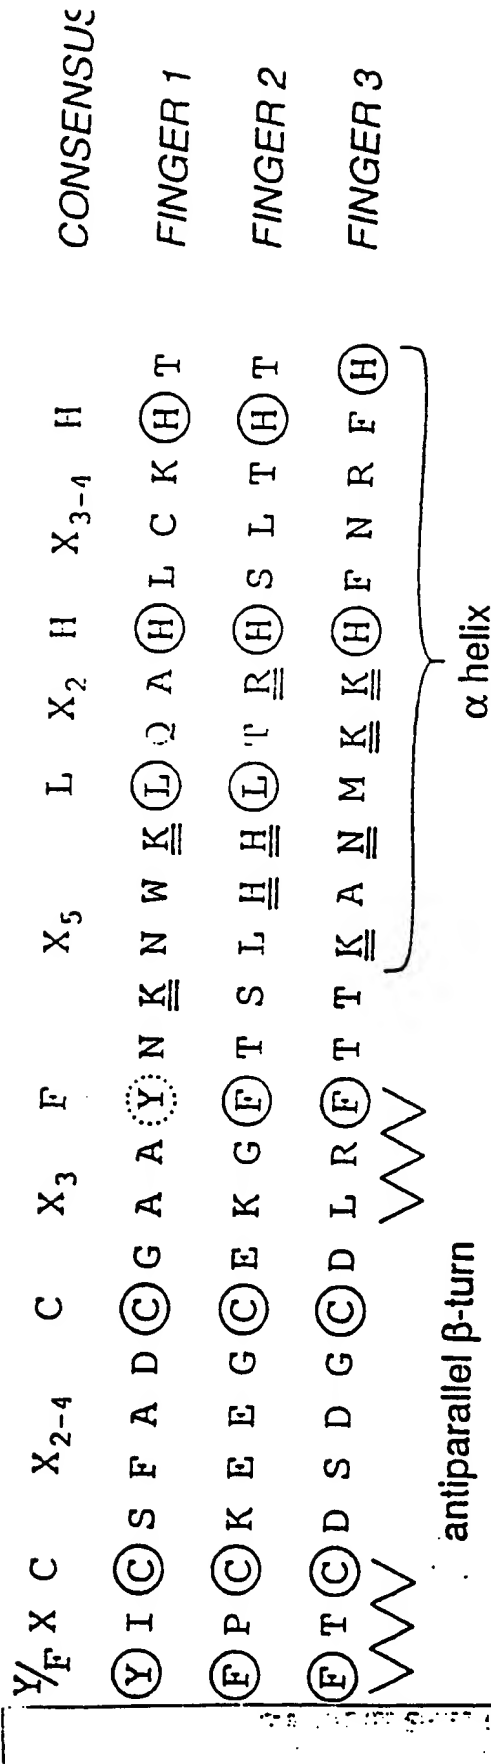 Y/F X C X2-4 C X3 F X5 L X2 H X3-4 H CONSENSUS
Y I C S F A D C G A A Y N K N W K L Q A H L C K H T FINGER 1
F P C K E E G C E K G F T S L H H L T R H S L T H T FINGER 2
F T C D S D G C D L R F T T K A N M K K H F N R F H FINGER 3
antiparallel β-turn α helix